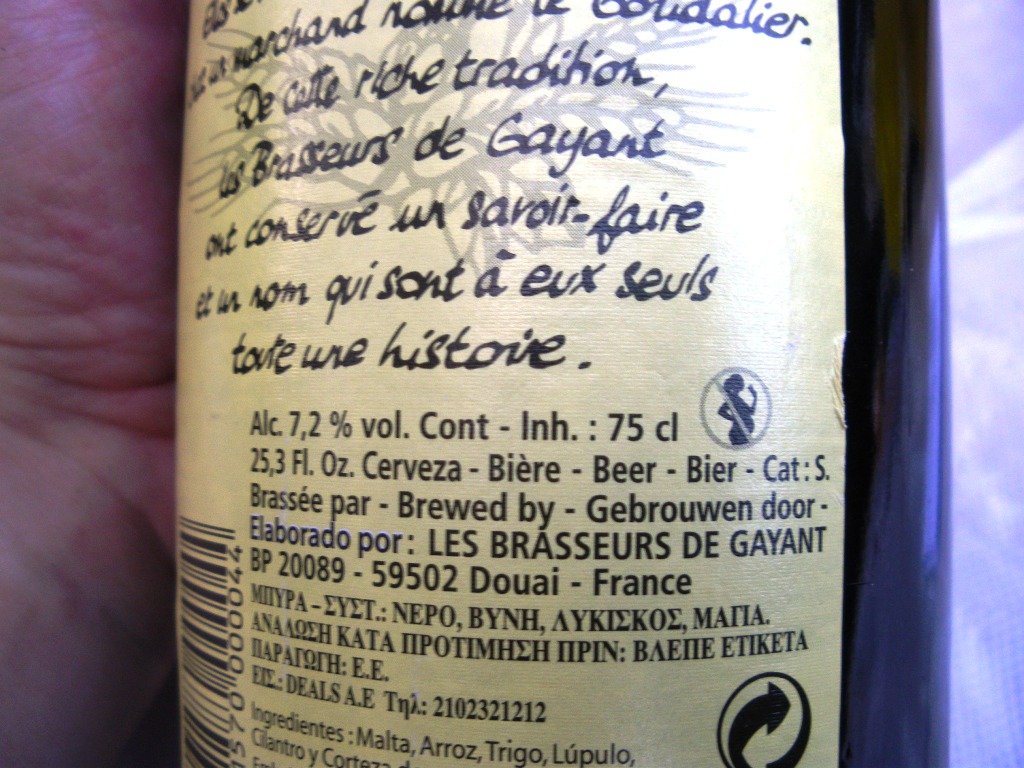 marchand nommé le Goudalier.
De cette riche tradition,
les Brasseurs de Gayant
ont conservé un savoir-faire
et un nom qui sont à eux seuls
toute une histoire.
Alc. 7,2 % vol. Cont - Inh. : 75 cl
25,3 Fl. Oz. Cerveza - Bière - Beer - Bier - Cat : S.
Brassée par - Brewed by - Gebrouwen door -
Elaborado por : LES BRASSEURS DE GAYANT
BP 20089 - 59502 Douai - France
ΜΠΥΡΑ – ΣΥΣΤ.: ΝΕΡΟ, ΒΥΝΗ, ΛΥΚΙΣΚΟΣ, ΜΑΓΙΑ.
ΑΝΑΛΩΣΗ ΚΑΤΑ ΠΡΟΤΙΜΗΣΗ ΠΡΙΝ: ΒΛΕΠΕ ΕΤΙΚΕΤΑ
ΠΑΡΑΓΩΓΗ: Ε.Ε.
ΕΙΣ.: DEALS A.E Τηλ: 2102321212
Ingredientes : Malta, Arroz, Trigo, Lúpulo,
Cilantro y Corteza de
570 000044